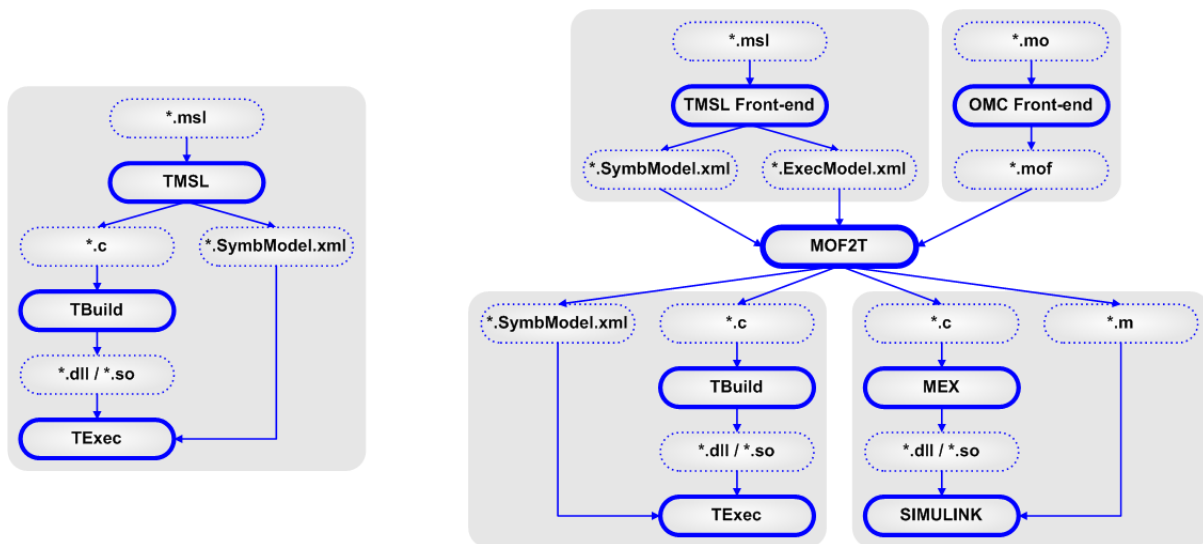 *.msl
TMSL
*.c
*.SymbModel.xml
TBuild
*.dll / *.so
TExec
*.msl
TMSL Front-end
*.SymbModel.xml
*.ExecModel.xml
*.mo
OMC Front-end
*.mof
MOF2T
*.SymbModel.xml
*.c
TBuild
*.dll / *.so
TExec
*.c
*.m
MEX
*.dll / *.so
SIMULINK